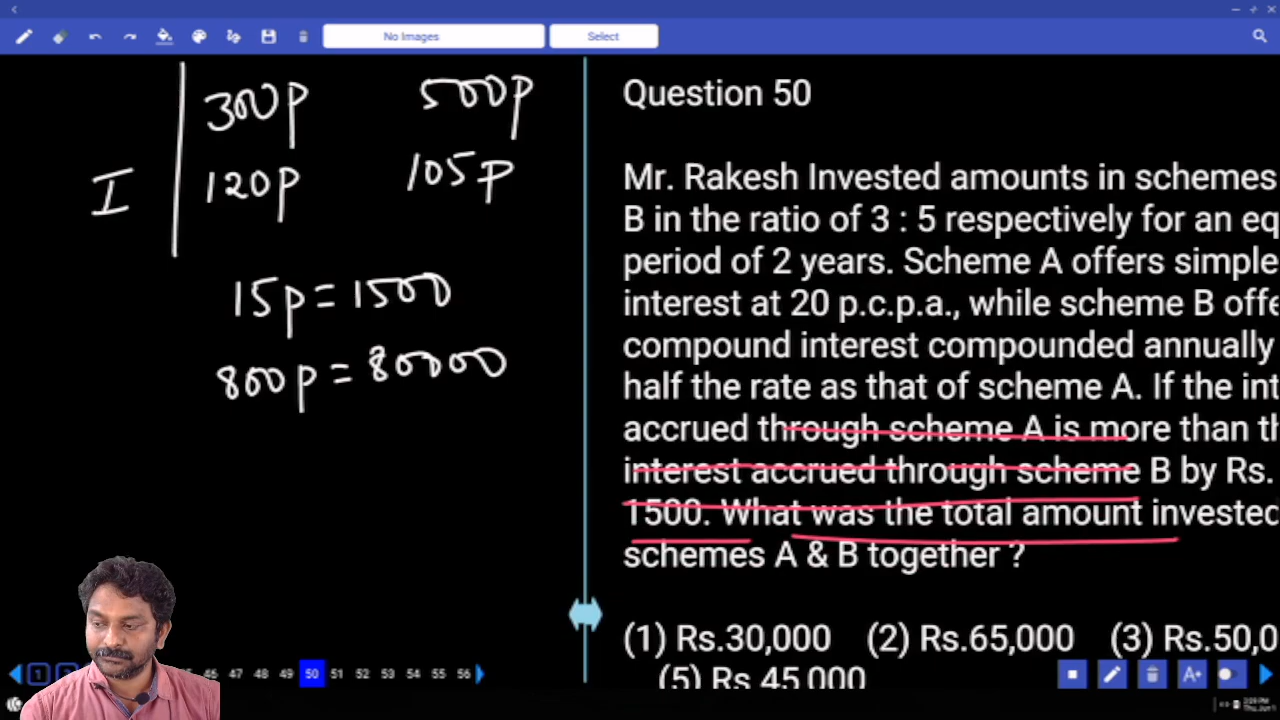 No Images
Select
300p 500p
I 120p 105p
15p = 1500
800p = 80000
Question 50
Mr. Rakesh Invested amounts in schemes
B in the ratio of 3 : 5 respectively for an eq
period of 2 years. Scheme A offers simple
interest at 20 p.c.p.a., while scheme B offe
compound interest compounded annually
half the rate as that of scheme A. If the int
accrued through scheme A is more than th
interest accrued through scheme B by Rs.
1500. What was the total amount invested
schemes A & B together ?
(1) Rs.30,000 (2) Rs.65,000 (3) Rs.50,0
(5) Rs 45 000
1 46 47 48 49 50 51 52 53 54 55 56
A+